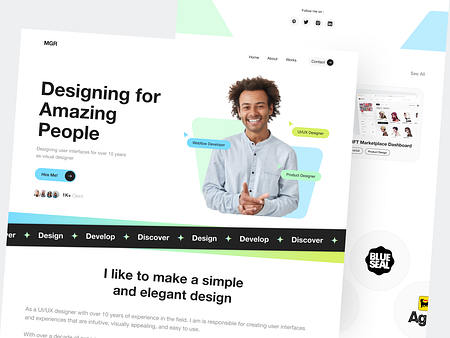 MGR
Home
About
Works
Contact
Designing for
Amazing
People
Designing user interfaces for over 10 years
as visual designer
Hire Me!
1K+ Client
Webflow Developer
UI/UX Designer
Product Designer
er ✦ Design ✦ Develop ✦ Discover ✦ Design ✦ Develop ✦ Discover ✦
I like to make a simple
and elegant design
As a UI/UX designer with over 10 years of experience in the field. I am responsible for creating user interfaces
and experiences that are intuitive, visually appealing, and easy to use.
With over a decade of
Follow me on :
See All
NFT Marketplace Dashboard
Product Design
BLUE
SEAL
Ag